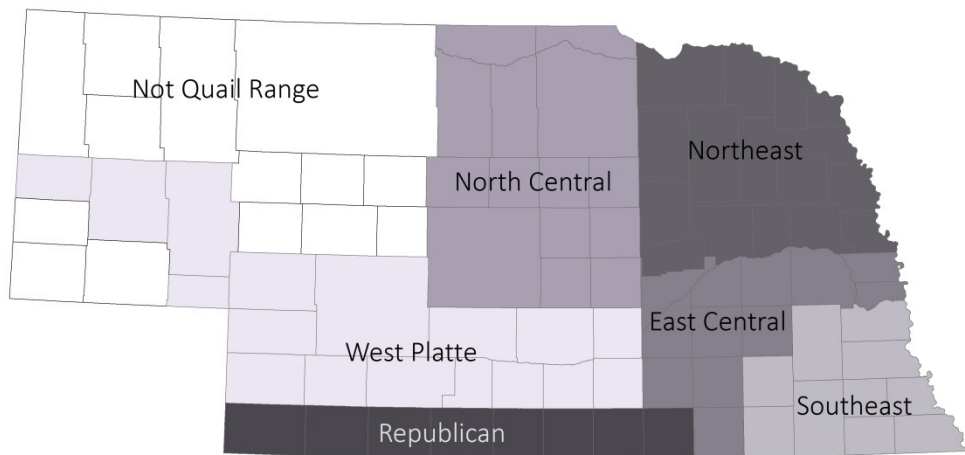 Not Quail Range
Northeast
North Central
East Central
West Platte
Southeast
Republican